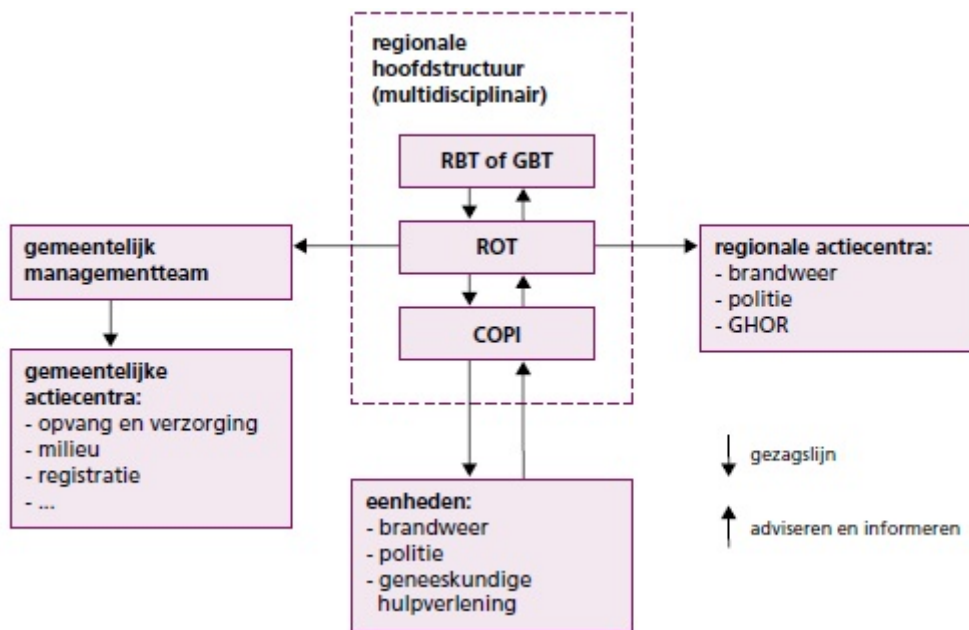 regionale
hoofdstructuur
(multidisciplinair)
RBT of GBT
ROT
COPI
gemeentelijk
managementteam
gemeentelijke
actiecentra:
- opvang en verzorging
- milieu
- registratie
- ...
regionale actiecentra:
- brandweer
- politie
- GHOR
eenheden:
- brandweer
- politie
- geneeskundige
hulpverlening
gezagslijn
adviseren en informeren